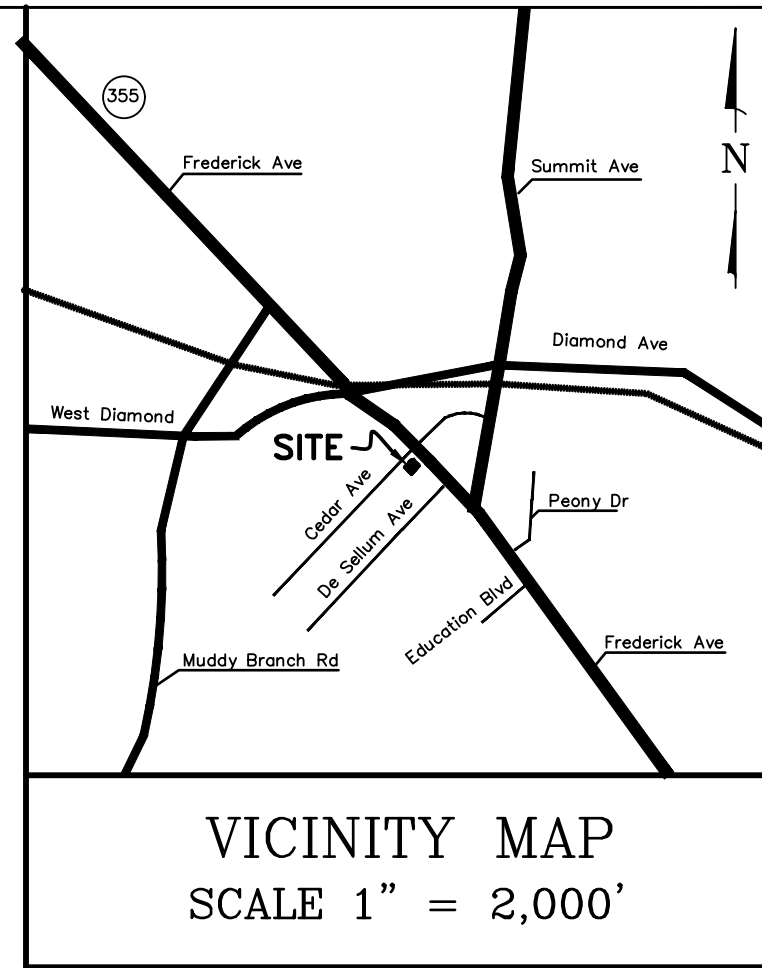 355
Frederick Ave
Summit Ave
N
Diamond Ave
West Diamond
SITE
Cedar Ave
De Sellum Ave
Peony Dr
Education Blvd
Frederick Ave
Muddy Branch Rd
VICINITY MAP
SCALE 1" = 2,000'